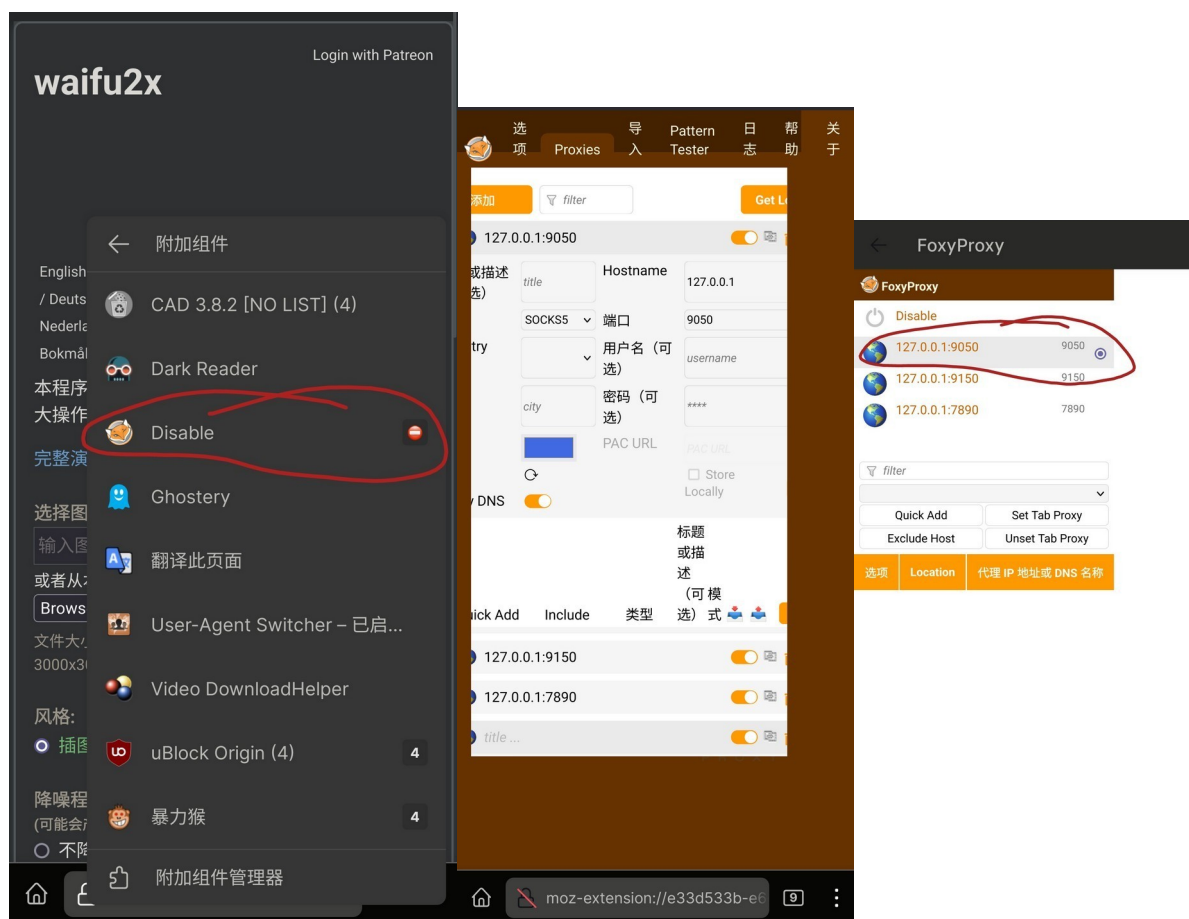 Login with Patreon
waifu2x
附加组件
English
/ Deuts
Nederla
Bokmål
CAD 3.8.2 [NO LIST] (4)
Dark Reader
本程序
大操作
Disable
完整演
Ghostery
选择图
输入图
翻译此页面
或者从本
Brows
User-Agent Switcher – 已启...
文件大小
3000x30
Video DownloadHelper
风格:
插图
uBlock Origin (4)
4
降噪程
(可能会产
暴力猴
4
不降
附加组件管理器
选项
Proxies
导入
Pattern Tester
日志
帮助
关于
添加
filter
Get Lo
127.0.0.1:9050
或描述
选)
title
Hostname
127.0.0.1
SOCKS5
端口
9050
try
用户名（可选）
username
city
密码（可选）
****
PAC URL
PAC URL
Store Locally
DNS
标题
或描
述
（可 模
uick Add
Include
类型
选） 式
127.0.0.1:9150
127.0.0.1:7890
title ...
moz-extension://e33d533b-e6
9
FoxyProxy
FoxyProxy
Disable
127.0.0.1:9050
9050
127.0.0.1:9150
9150
127.0.0.1:7890
7890
filter
Quick Add
Set Tab Proxy
Exclude Host
Unset Tab Proxy
选项
Location
代理 IP 地址或 DNS 名称